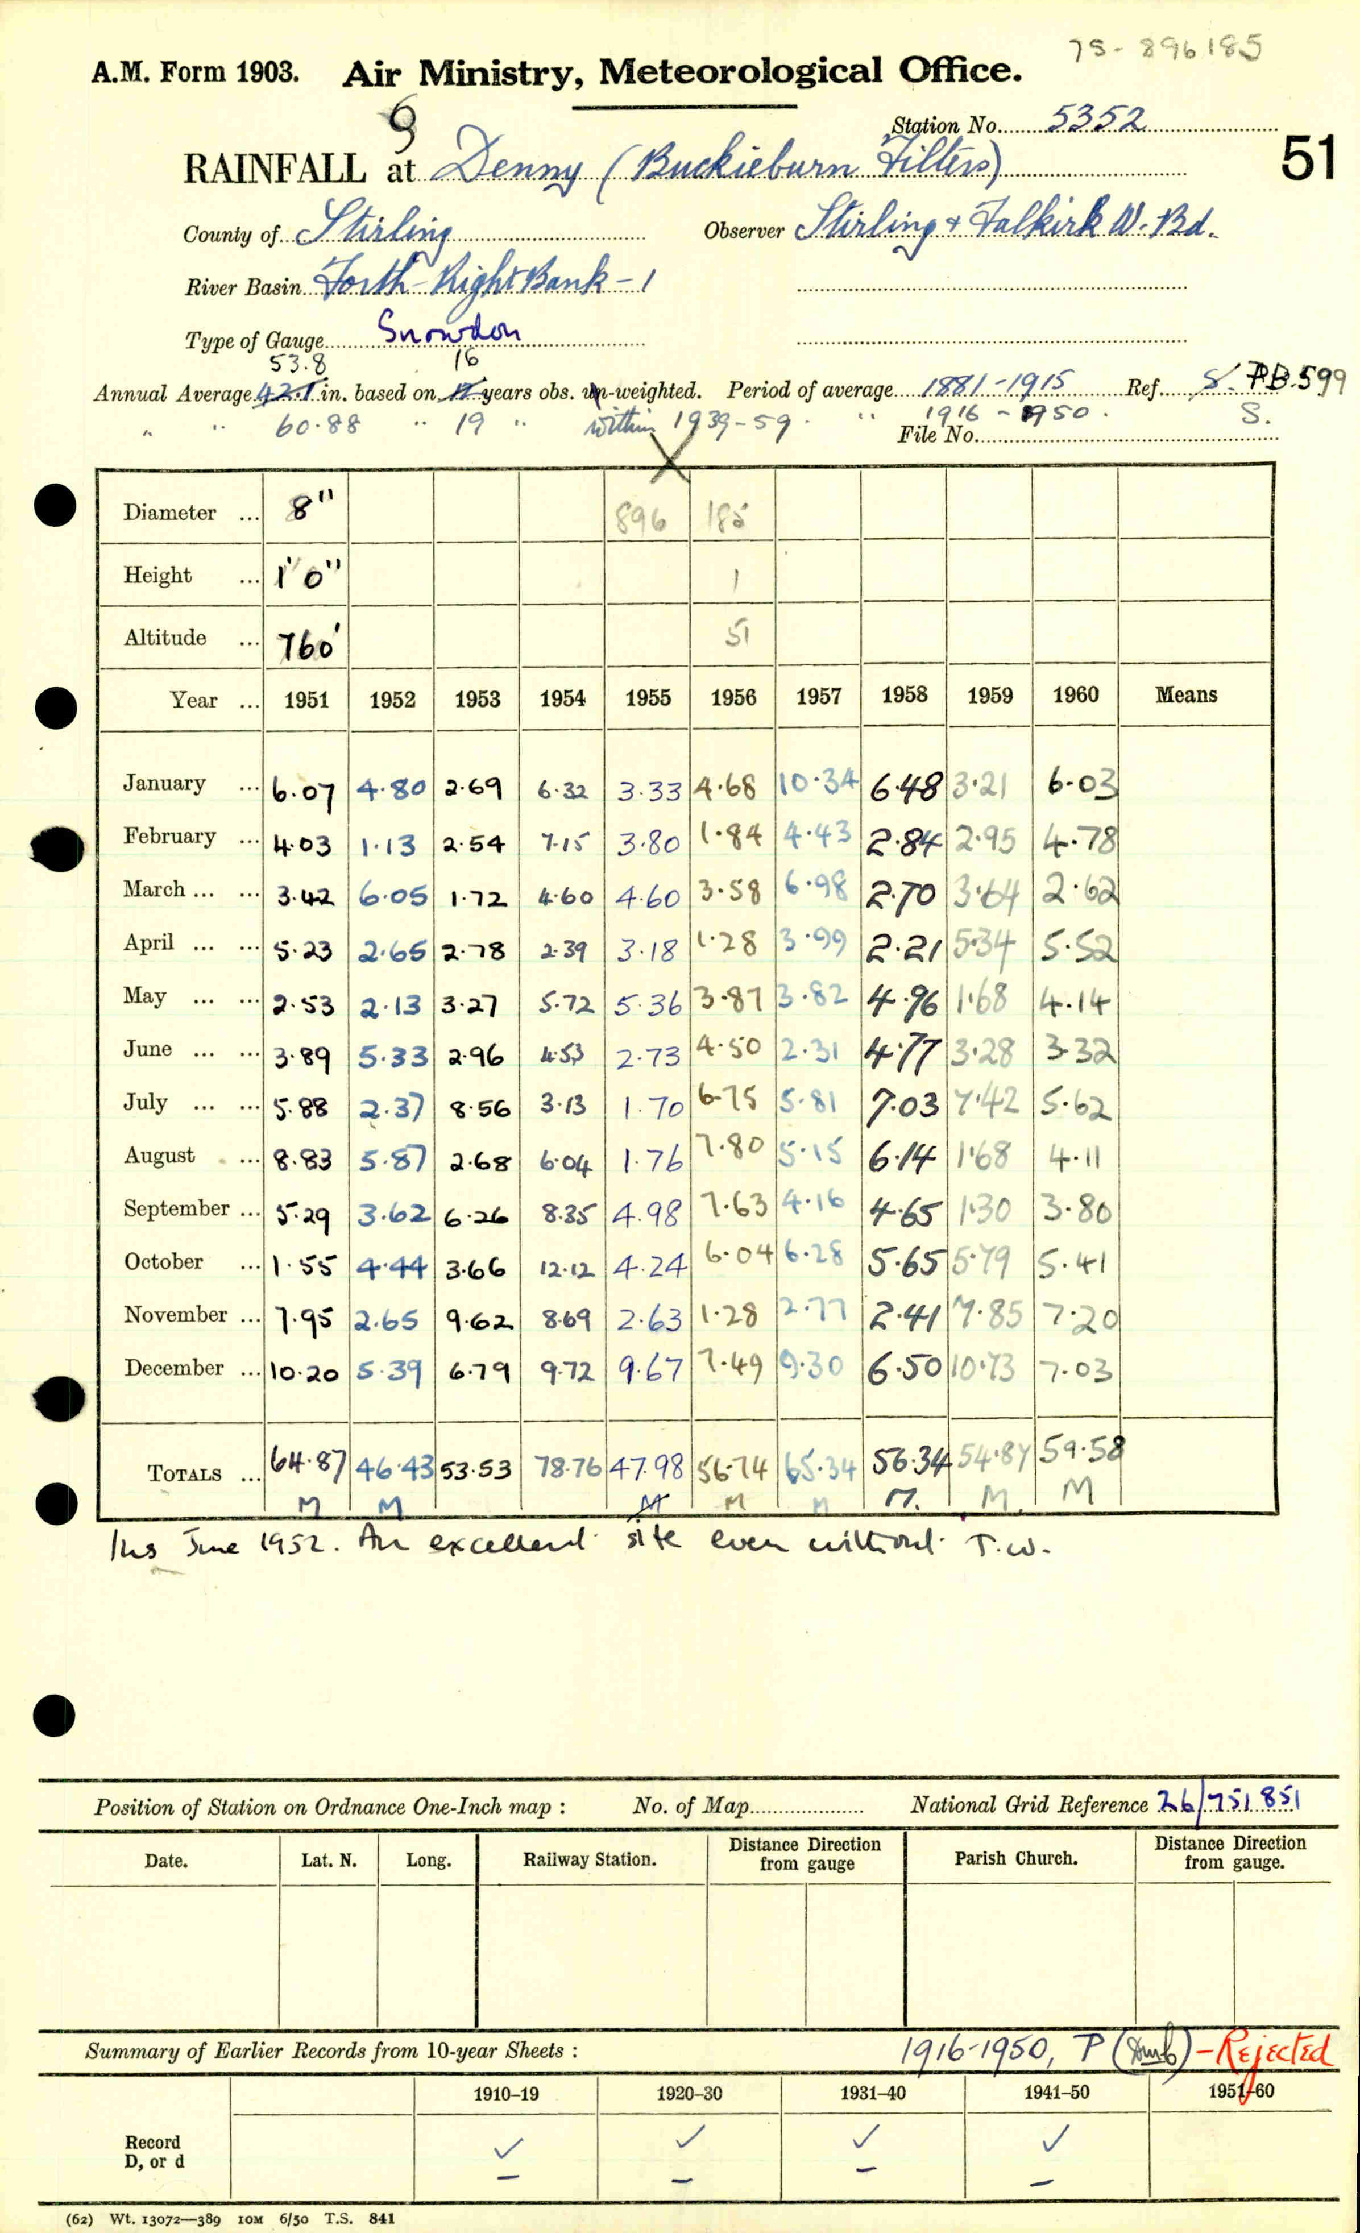 75-896185
A.M. Form 1903. Air Ministry, Meteorological Office.
9
Station No. 5352
51
RAINFALL at Denny (Buckieburn Filters)
County of Stirling Observer Stirling & Falkirk W. Bd.
River Basin Forth - Right Bank - 1
Type of Gauge Snowdon
53.8 16
Annual Average 42.1 in. based on 17 years obs. un-weighted. Period of average 1881-1915 Ref. S. PB.599
" " 60.88 " 19 " within 1939-59. " 1916-1950. S.
File No.
Diameter ... 8" 896 185
Height ... 1'0" 1
Altitude ... 760' 51
Year ... 1951 1952 1953 1954 1955 1956 1957 1958 1959 1960 Means
January ... 6.07 4.80 2.69 6.32 3.33 4.68 10.34 6.48 3.21 6.03
February ... 4.03 1.13 2.54 7.15 3.80 1.84 4.43 2.84 2.95 4.78
March ... ... 3.42 6.05 1.72 4.60 4.60 3.58 6.98 2.70 3.64 2.62
April ... ... 5.23 2.65 2.78 2.39 3.18 1.28 3.99 2.21 5.34 5.52
May ... ... 2.53 2.13 3.27 5.72 5.36 3.87 3.82 4.96 1.68 4.14
June ... ... 3.89 5.33 2.96 4.53 2.73 4.50 2.31 4.77 3.28 3.32
July ... ... 5.88 2.37 8.56 3.13 1.70 6.75 5.81 7.03 7.42 5.62
August ... 8.83 5.87 2.68 6.04 1.76 7.80 5.15 6.14 1.68 4.11
September ... 5.29 3.62 6.26 8.35 4.98 7.63 4.16 4.65 1.30 3.80
October ... 1.55 4.44 3.66 12.12 4.24 6.04 6.28 5.65 5.79 5.41
November ... 7.95 2.65 9.62 8.69 2.63 1.28 2.77 2.41 7.85 7.20
December ... 10.20 5.39 6.79 9.72 9.67 7.49 9.30 6.50 10.73 7.03
TOTALS ... 64.87 46.43 53.53 78.76 47.98 56.74 65.34 56.34 54.87 59.58
M M M M M M. M. M
Ins June 1952. An excellent site even without T.W.
Position of Station on Ordnance One-Inch map : No. of Map National Grid Reference 26/751851
Date. Lat. N. Long. Railway Station. Distance Direction from gauge Parish Church. Distance Direction from gauge.
Summary of Earlier Records from 10-year Sheets : 1916-1950, P (Dumb) - Rejected
1910-19 1920-30 1931-40 1941-50 1951-60
Record ✓ ✓ ✓ ✓
D, or d - - - -
(62) Wt. 13072—389 10M 6/50 T.S. 841